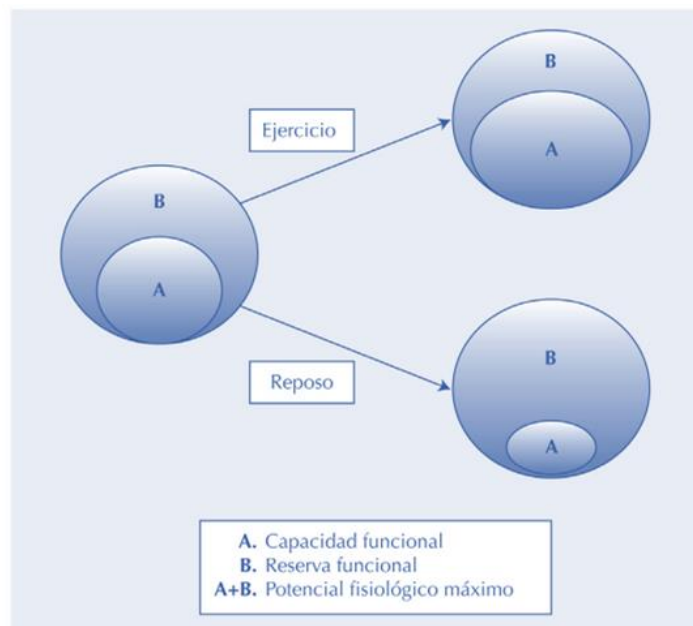 B
Ejercicio
A
B
A
B
Reposo
A
A. Capacidad funcional
B. Reserva funcional
A+B. Potencial fisiológico máximo